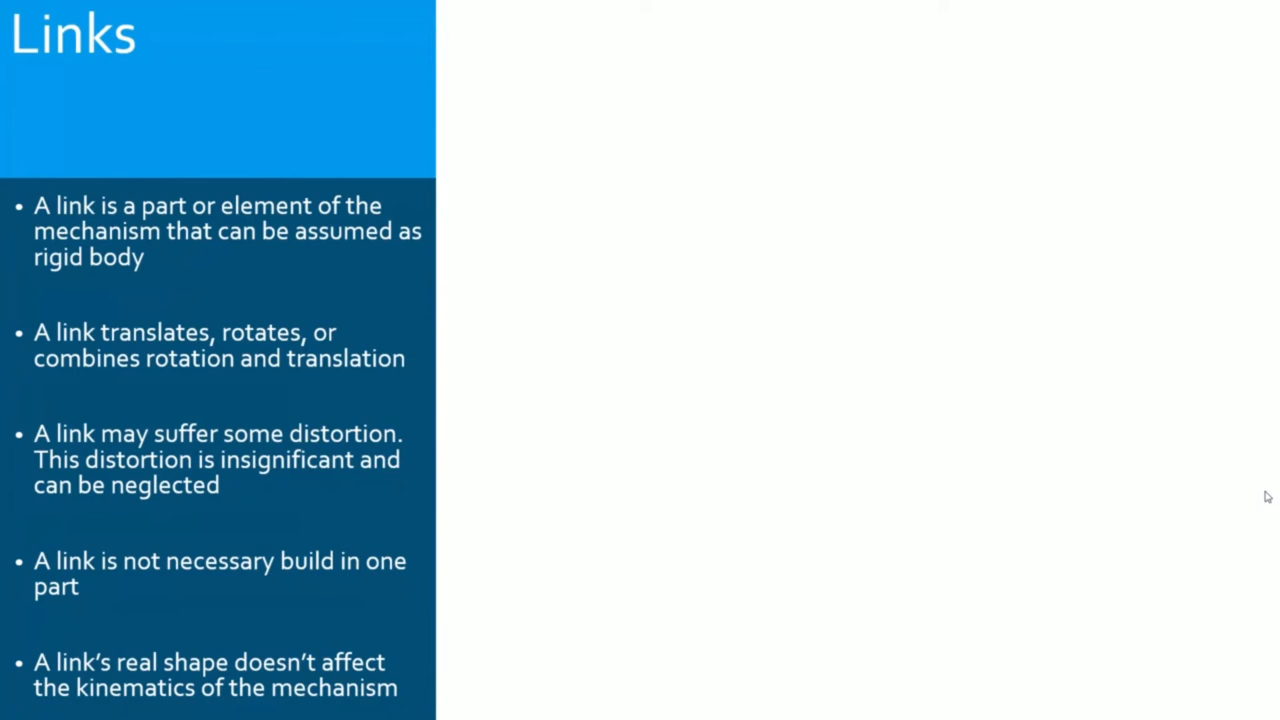 Links
• A link is a part or element of the
mechanism that can be assumed as
rigid body
• A link translates, rotates, or
combines rotation and translation
• A link may suffer some distortion.
This distortion is insignificant and
can be neglected
• A link is not necessary build in one
part
• A link’s real shape doesn’t affect
the kinematics of the mechanism